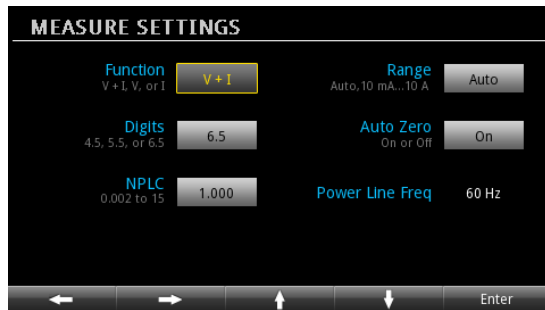 MEASURE SETTINGS
Function
V + I, V, or I
V + I
Range
Auto,10 mA...10 A
Auto
Digits
4.5, 5.5, or 6.5
6.5
Auto Zero
On or Off
On
NPLC
0.002 to 15
1.000
Power Line Freq
60 Hz
Enter